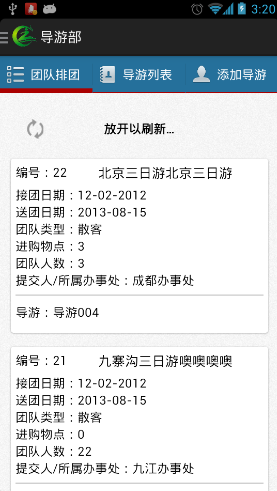 3:20
导游部
团队排团 导游列表 添加导游
放开以刷新...
编号：22 北京三日游北京三日游
接团日期：12-02-2012
送团日期：2013-08-15
团队类型：散客
进购物点：3
团队人数：3
提交人/所属办事处：成都办事处
导游：导游004
编号：21 九寨沟三日游噢噢噢噢
接团日期：12-02-2012
送团日期：2013-08-15
团队类型：散客
进购物点：0
团队人数：22
提交人/所属办事处：九江办事处